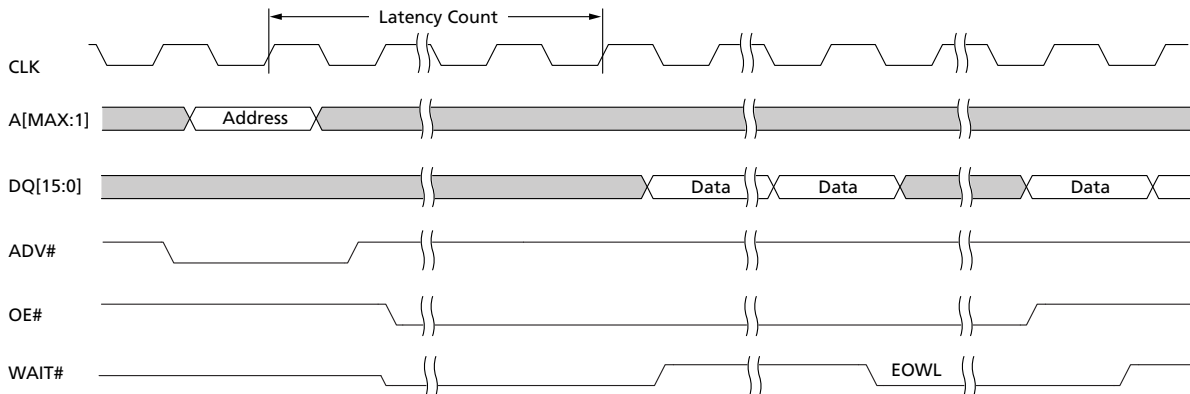 Latency Count
CLK
A[MAX:1] Address
DQ[15:0] Data Data Data
ADV#
OE#
WAIT# EOWL